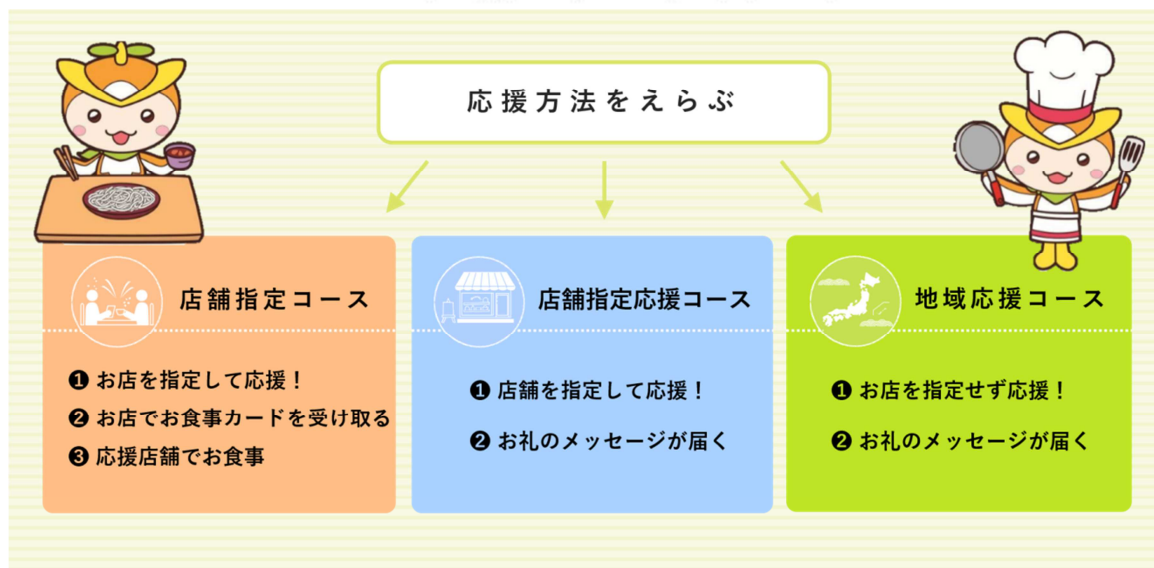 応援方法をえらぶ
店舗指定コース
❶ お店を指定して応援！
❷ お店でお食事カードを受け取る
❸ 応援店舗でお食事
店舗指定応援コース
❶ 店舗を指定して応援！
❷ お礼のメッセージが届く
地域応援コース
❶ お店を指定せず応援！
❷ お礼のメッセージが届く